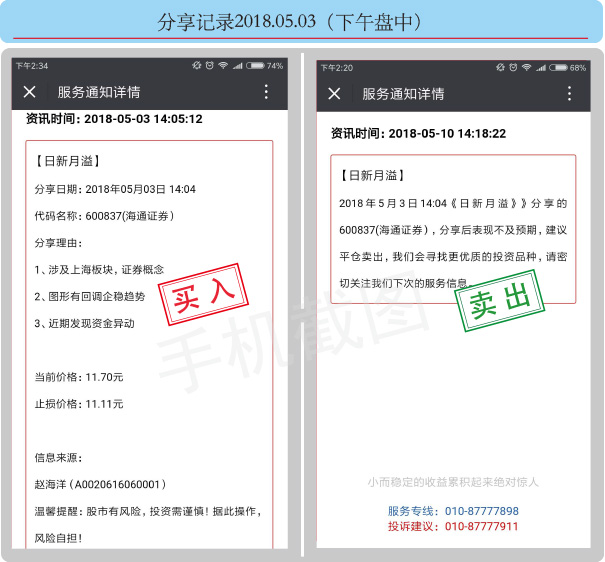 分享记录2018.05.03（下午盘中）
下午2:34
74%
服务通知详情
资讯时间：2018-05-03 14:05:12
【日新月溢】
分享日期：2018年05月03日 14:04
代码名称：600837(海通证券)
分享理由：
1、涉及上海板块，证券概念
2、图形有回调企稳趋势
3、近期发现资金异动
买入
当前价格：11.70元
止损价格：11.11元
信息来源：
赵海洋 (A0020616060001)
温馨提醒：股市有风险，投资需谨慎！据此操作，
风险自担！
下午2:20
68%
服务通知详情
资讯时间：2018-05-10 14:18:22
【日新月溢】
2018年5月3日14:04《日新月溢》》分享的
600837(海通证券)，分享后表现不及预期，建议
平仓卖出，我们会寻找更优质的投资品种，请密
切关注我们下次的服务信息。
卖出
小而稳定的收益累积起来绝对惊人
服务专线：010-87777898
投诉建议：010-87777911
手机截图